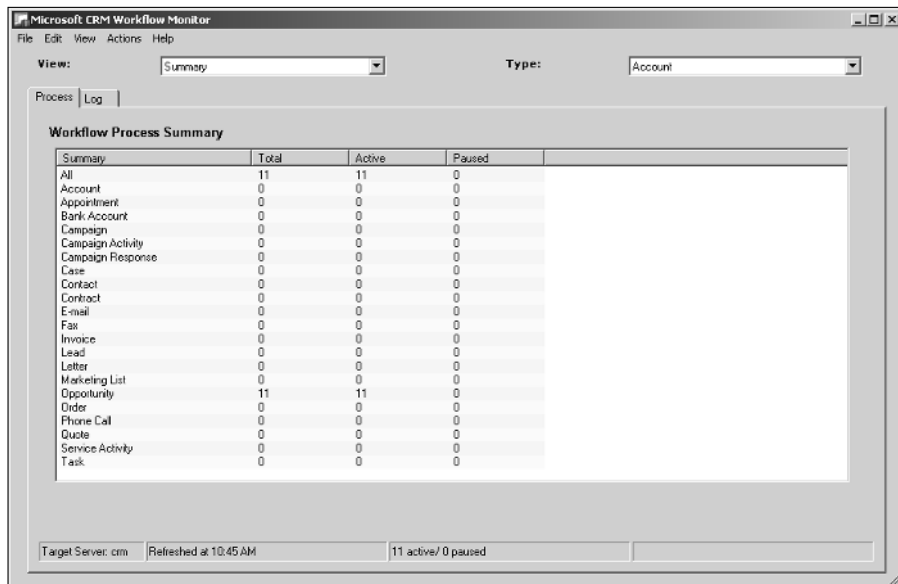 Microsoft CRM Workflow Monitor
File Edit View Actions Help
View: Summary Type: Account
Process Log
Workflow Process Summary
Summary Total Active Paused
All 11 11 0
Account 0 0 0
Appointment 0 0 0
Bank Account 0 0 0
Campaign 0 0 0
Campaign Activity 0 0 0
Campaign Response 0 0 0
Case 0 0 0
Contact 0 0 0
Contract 0 0 0
E-mail 0 0 0
Fax 0 0 0
Invoice 0 0 0
Lead 0 0 0
Letter 0 0 0
Marketing List 0 0 0
Opportunity 11 11 0
Order 0 0 0
Phone Call 0 0 0
Quote 0 0 0
Service Activity 0 0 0
Task 0 0 0
Target Server: crm Refreshed at 10:45 AM 11 active/ 0 paused